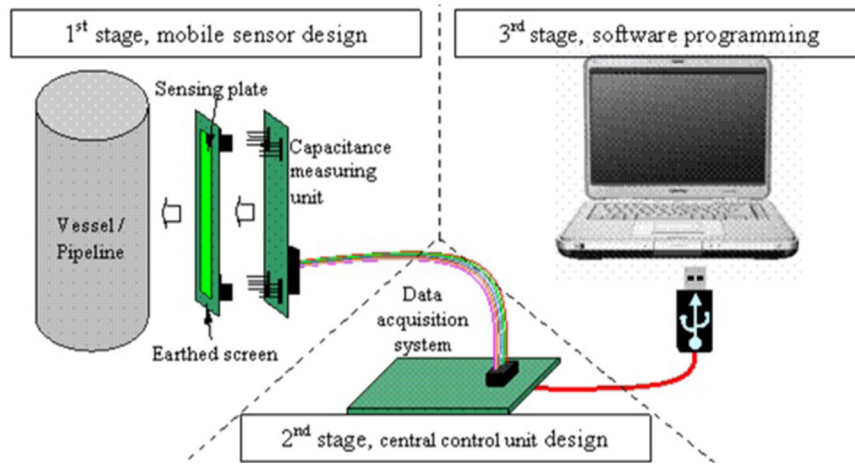 1st stage, mobile sensor design
3rd stage, software programming
Sensing plate
Capacitance
measuring
unit
Vessel /
Pipeline
Earthed screen
Data
acquisition
system
2nd stage, central control unit design